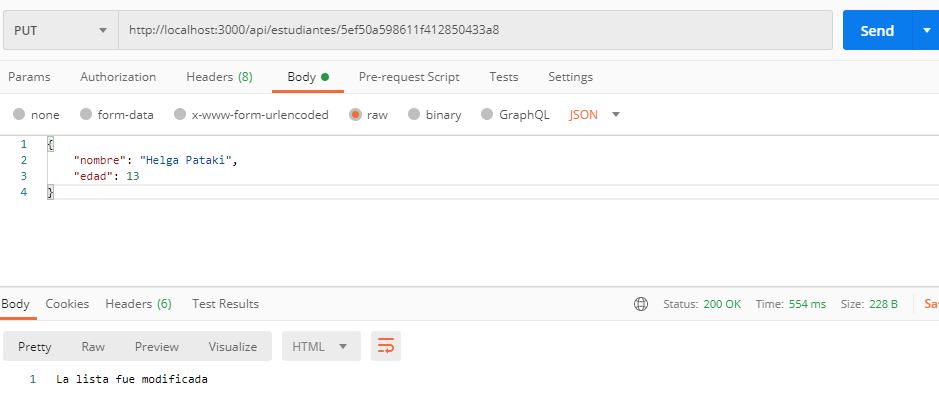 PUT http://localhost:3000/api/estudiantes/5ef50a598611f412850433a8 Send
Params Authorization Headers (8) Body Pre-request Script Tests Settings
none form-data x-www-form-urlencoded raw binary GraphQL JSON
1 {
2 "nombre": "Helga Pataki",
3 "edad": 13
4 }
Body Cookies Headers (6) Test Results Status: 200 OK Time: 554 ms Size: 228 B
Pretty Raw Preview Visualize HTML
1 La lista fue modificada